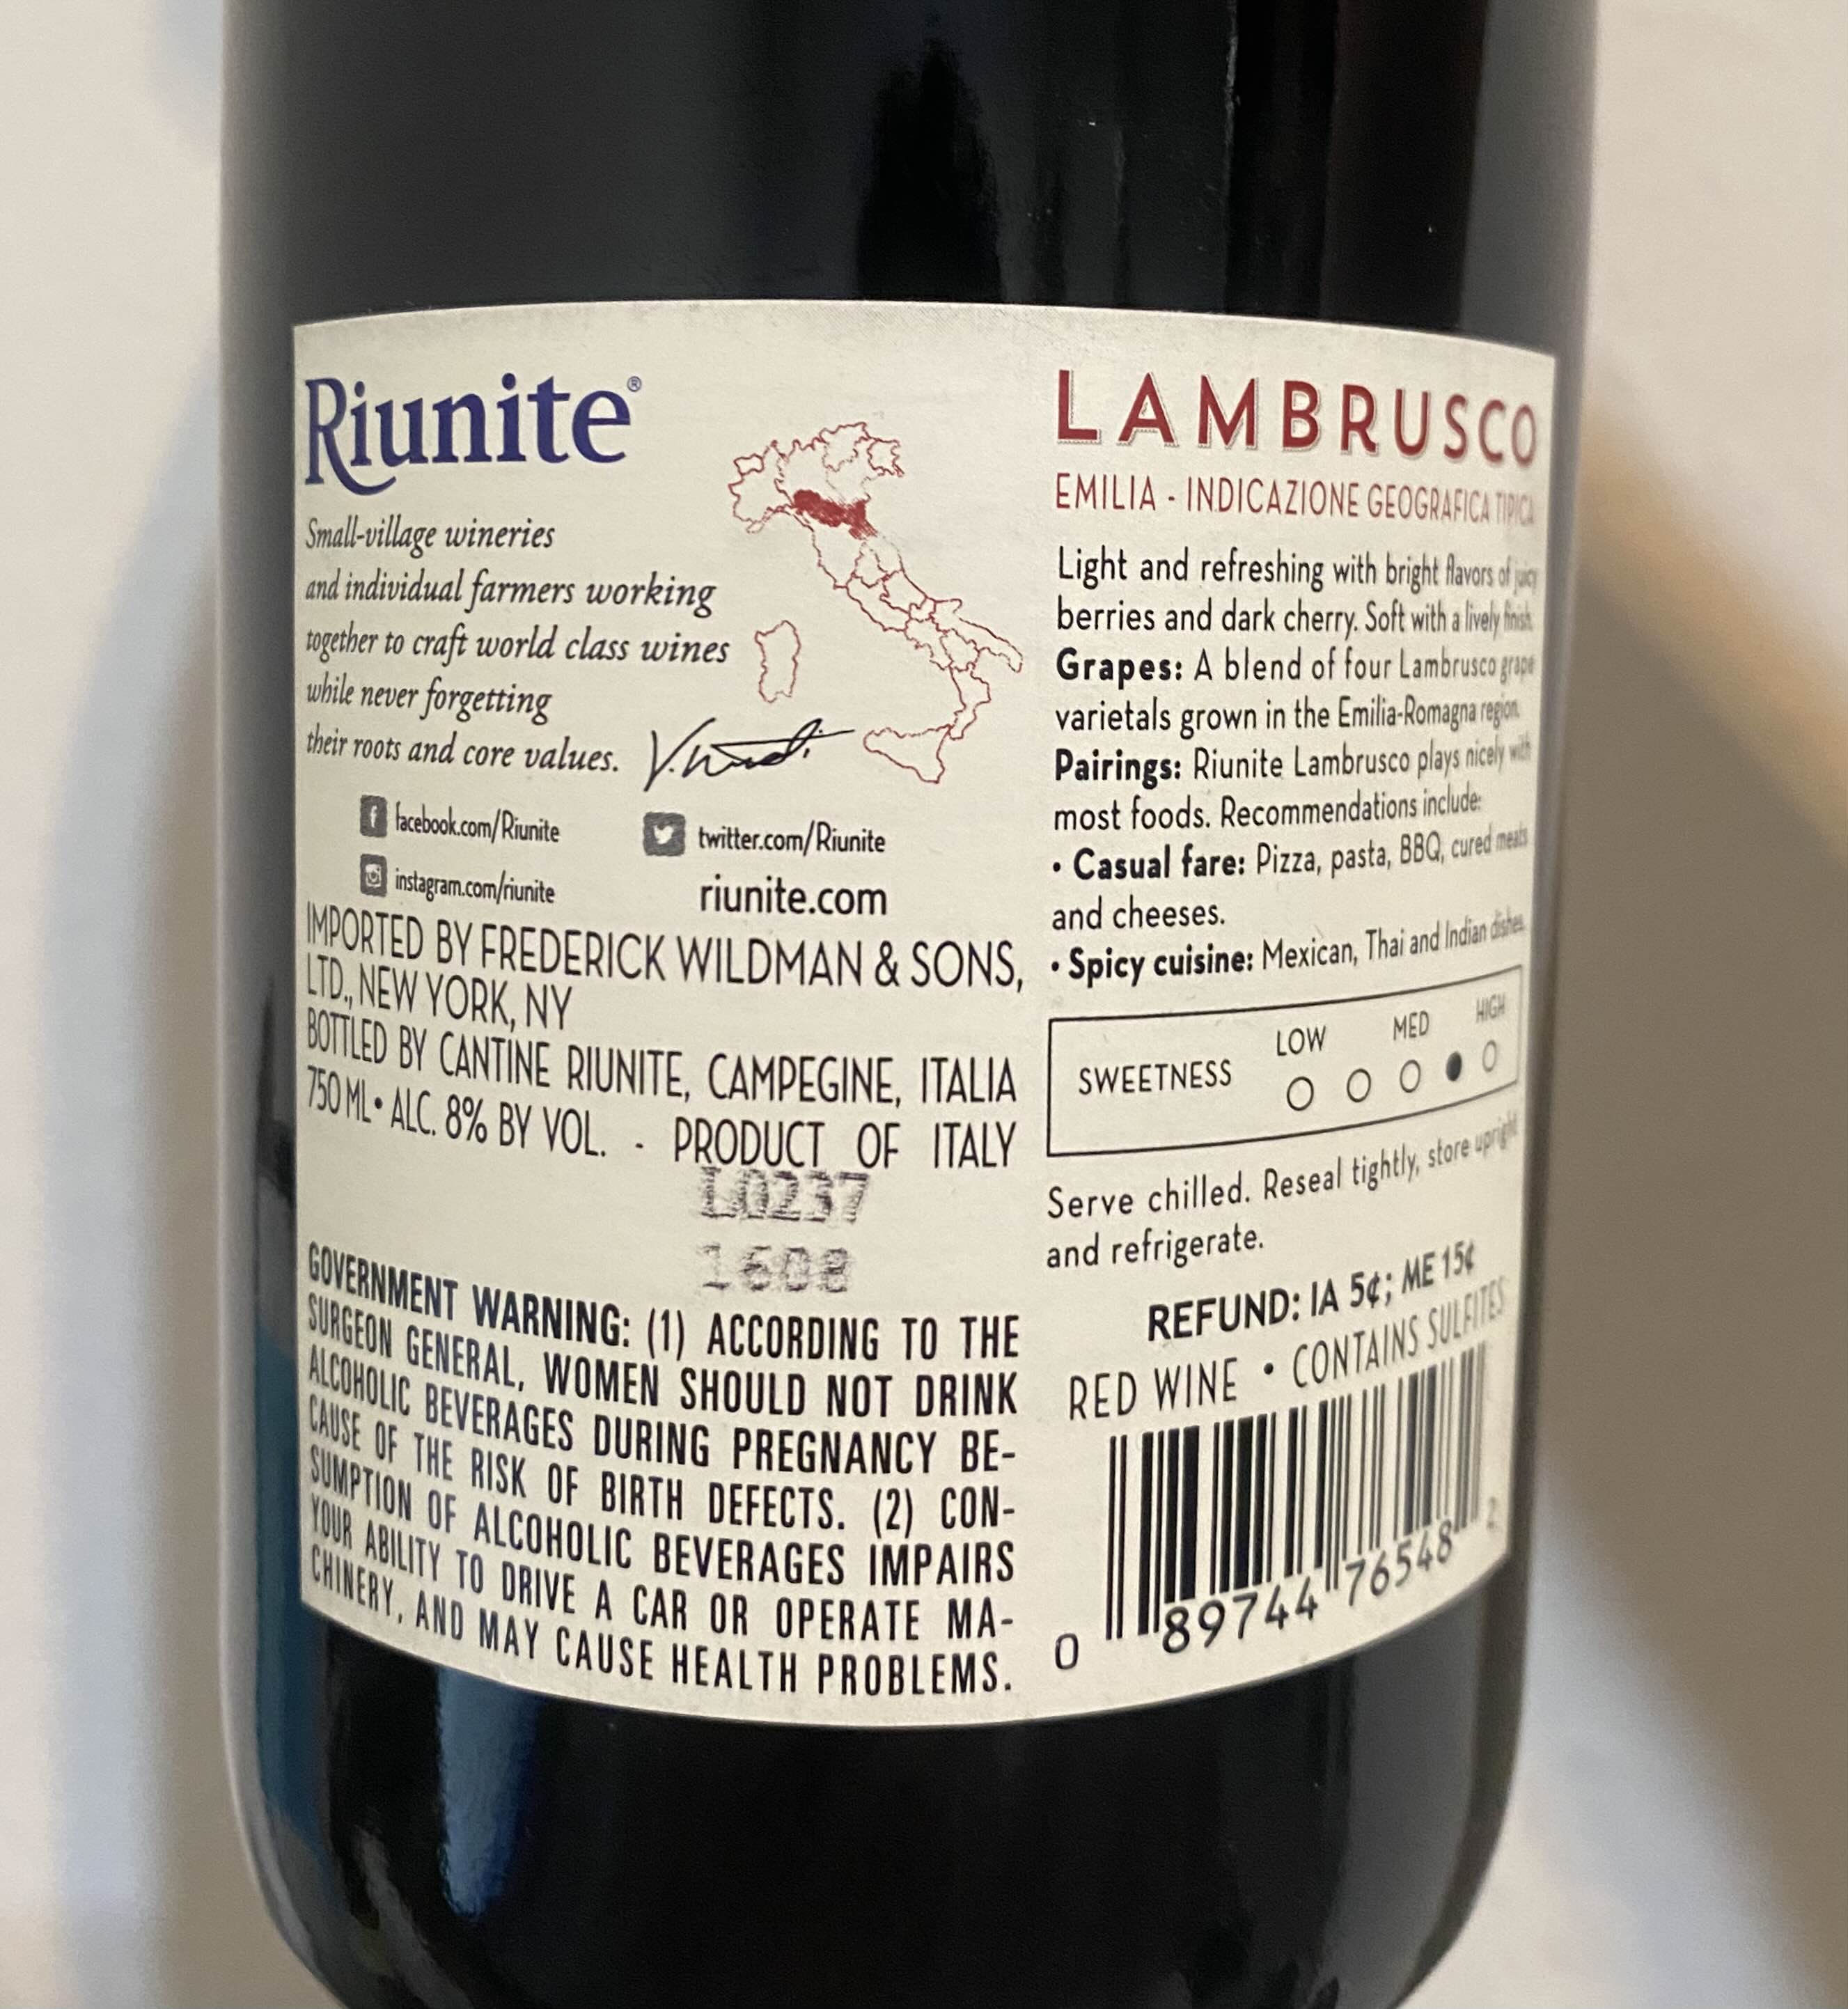 Riunite®
Small-village wineries
and individual farmers working
together to craft world class wines
while never forgetting
their roots and core values.
facebook.com/Riunite
twitter.com/Riunite
instagram.com/riunite
riunite.com
IMPORTED BY FREDERICK WILDMAN & SONS,
LTD., NEW YORK, NY
BOTTLED BY CANTINE RIUNITE, CAMPEGINE, ITALIA
750 ML• ALC. 8% BY VOL. - PRODUCT OF ITALY
L0237
1608
GOVERNMENT WARNING: (1) ACCORDING TO THE
SURGEON GENERAL, WOMEN SHOULD NOT DRINK
ALCOHOLIC BEVERAGES DURING PREGNANCY BE-
CAUSE OF THE RISK OF BIRTH DEFECTS. (2) CON-
SUMPTION OF ALCOHOLIC BEVERAGES IMPAIRS
YOUR ABILITY TO DRIVE A CAR OR OPERATE MA-
CHINERY, AND MAY CAUSE HEALTH PROBLEMS.
LAMBRUSCO
EMILIA - INDICAZIONE GEOGRAFICA TIPICA
Light and refreshing with bright flavors of juicy
berries and dark cherry. Soft with a lively finish.
Grapes: A blend of four Lambrusco grape
varietals grown in the Emilia-Romagna region.
Pairings: Riunite Lambrusco plays nicely with
most foods. Recommendations include:
• Casual fare: Pizza, pasta, BBQ, cured meats
and cheeses.
• Spicy cuisine: Mexican, Thai and Indian dishes.
LOW MED HIGH
SWEETNESS
Serve chilled. Reseal tightly, store upright
and refrigerate.
REFUND: IA 5¢; ME 15¢
RED WINE • CONTAINS SULFITES
0 89744 76548 2